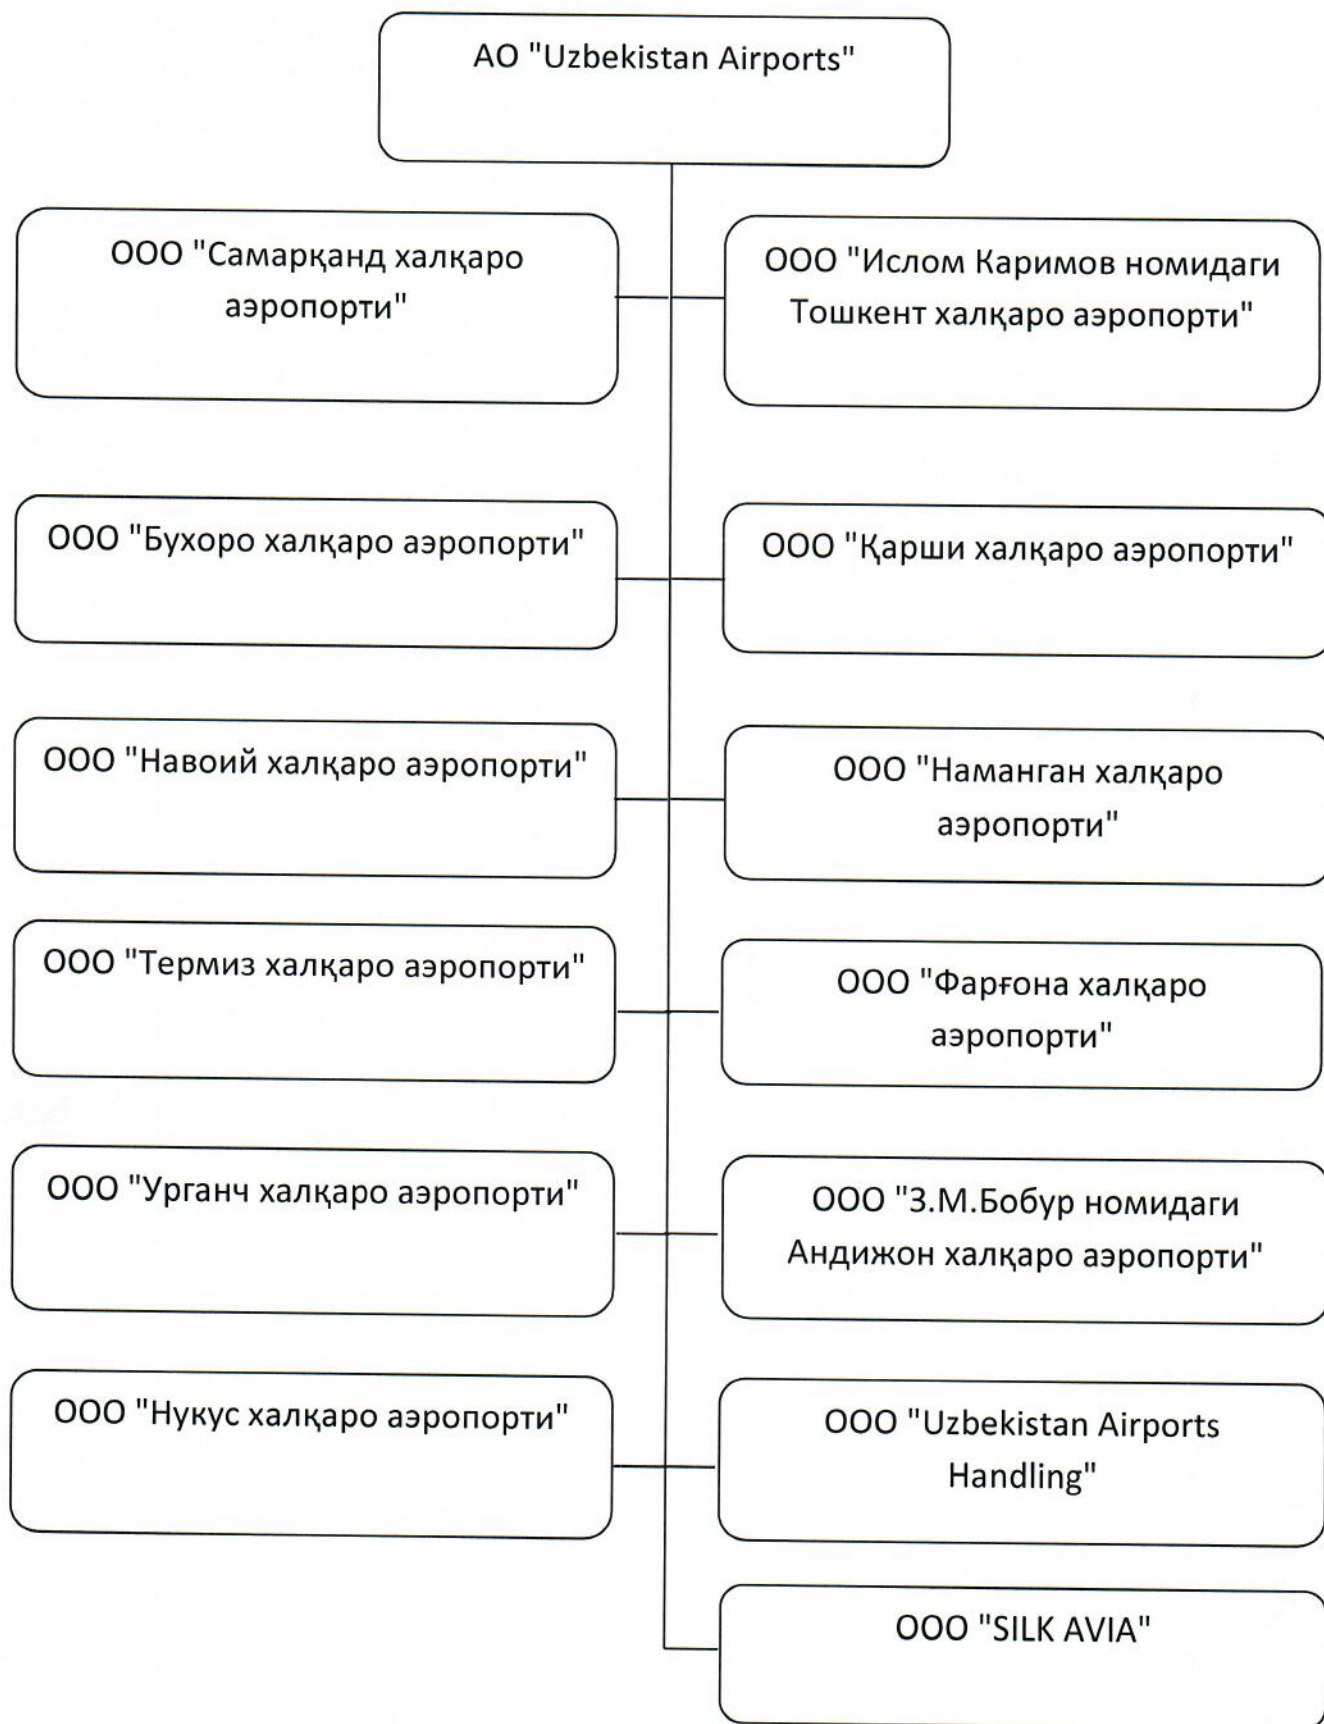 АО "Uzbekistan Airports"
ООО "Самарқанд халқаро
аэропорти"
ООО "Ислом Каримов номидаги
Тошкент халқаро аэропорти"
ООО "Бухоро халқаро аэропорти"
ООО "Қарши халқаро аэропорти"
ООО "Навоий халқаро аэропорти"
ООО "Наманган халқаро
аэропорти"
ООО "Термиз халқаро аэропорти"
ООО "Фарғона халқаро
аэропорти"
ООО "Урганч халқаро аэропорти"
ООО "З.М.Бобур номидаги
Андижон халқаро аэропорти"
ООО "Нукус халқаро аэропорти"
ООО "Uzbekistan Airports
Handling"
ООО "SILK AVIA"